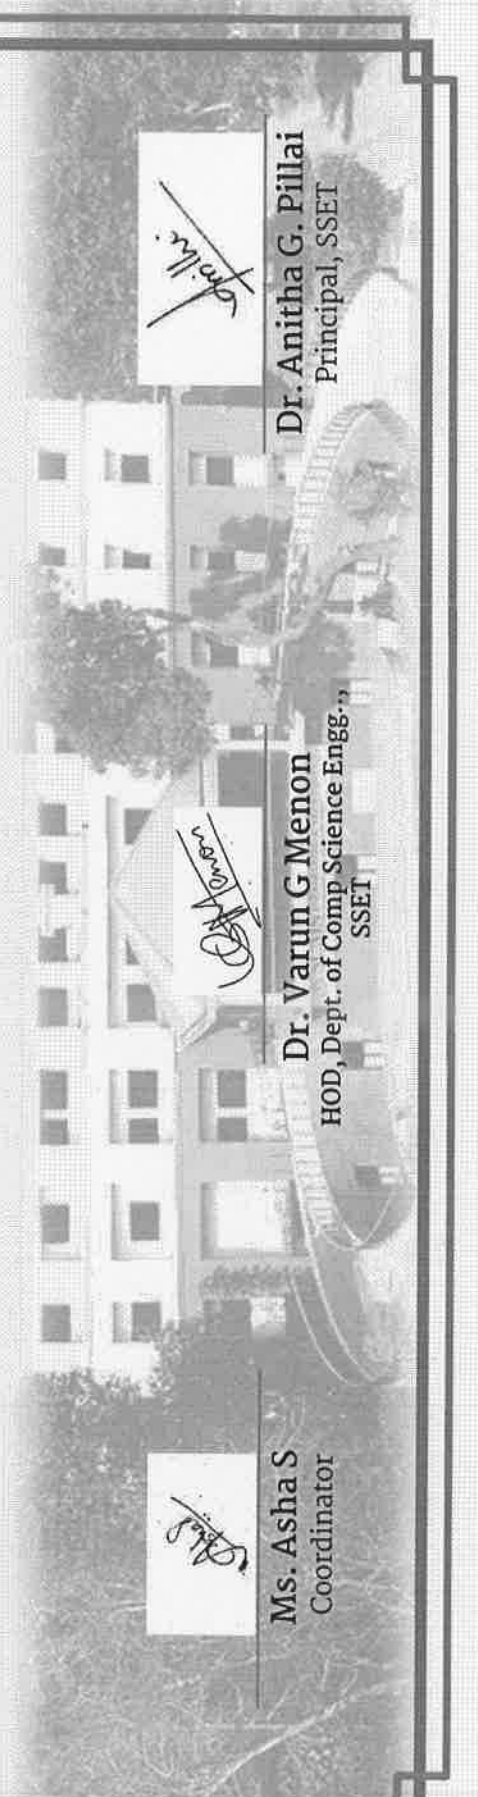 Ms. Asha S
Coordinator
Dr. Varun G Menon
HOD, Dept. of Comp Science Engg..,
SSET
Dr. Anitha G. Pillai
Principal, SSET